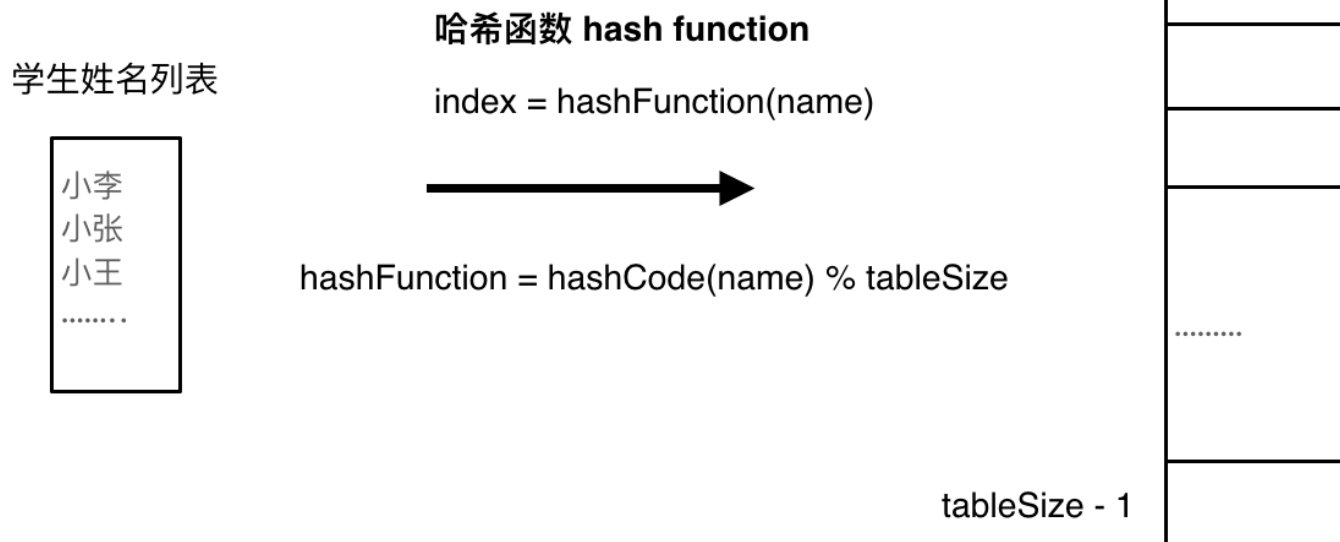 哈希函数 hash function
学生姓名列表
index = hashFunction(name)
小李
小张
小王
........
hashFunction = hashCode(name) % tableSize
.........
tableSize - 1